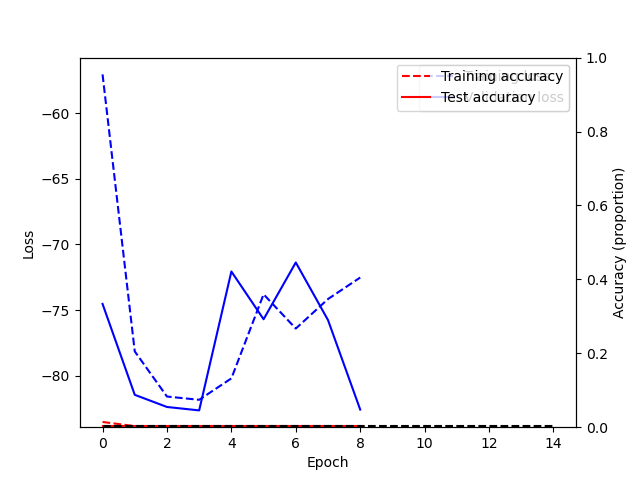 Training accuracy
Test accuracy
loss
Loss
−60
−65
−70
−75
−80
1.0
0.8
0.6
0.4
0.2
0.0
Accuracy (proportion)
0 2 4 6 8 10 12 14
Epoch